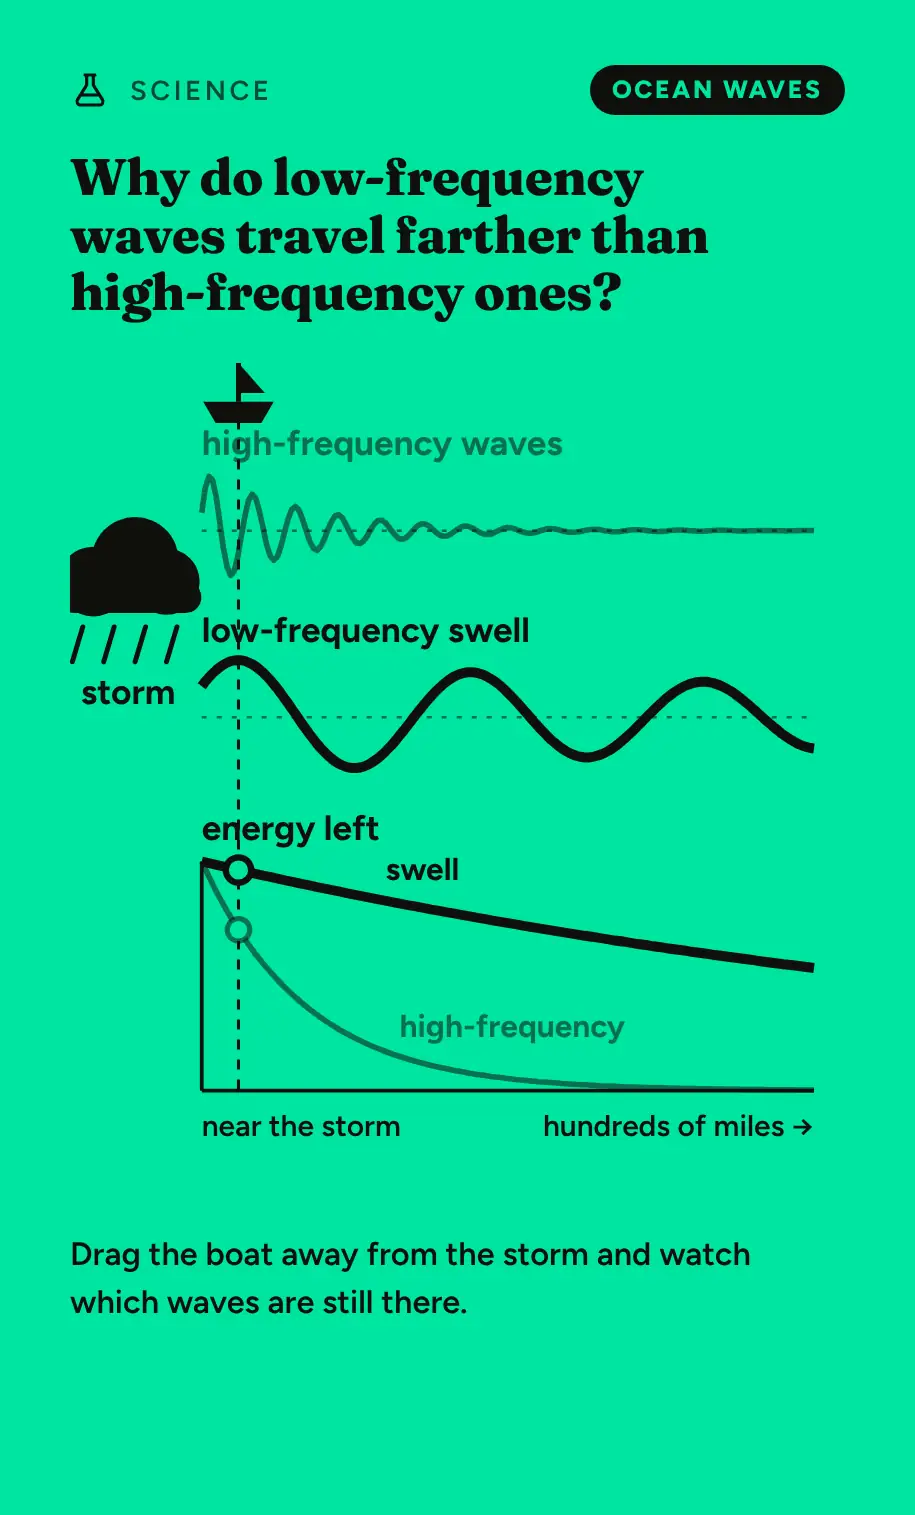 SCIENCE
OCEAN WAVES
Why do low-frequency
waves travel farther than
high-frequency ones?
high-frequency waves
low-frequency swell
storm
energy left
swell
high-frequency
near the storm
hundreds of miles →
Drag the boat away from the storm and watch
which waves are still there.